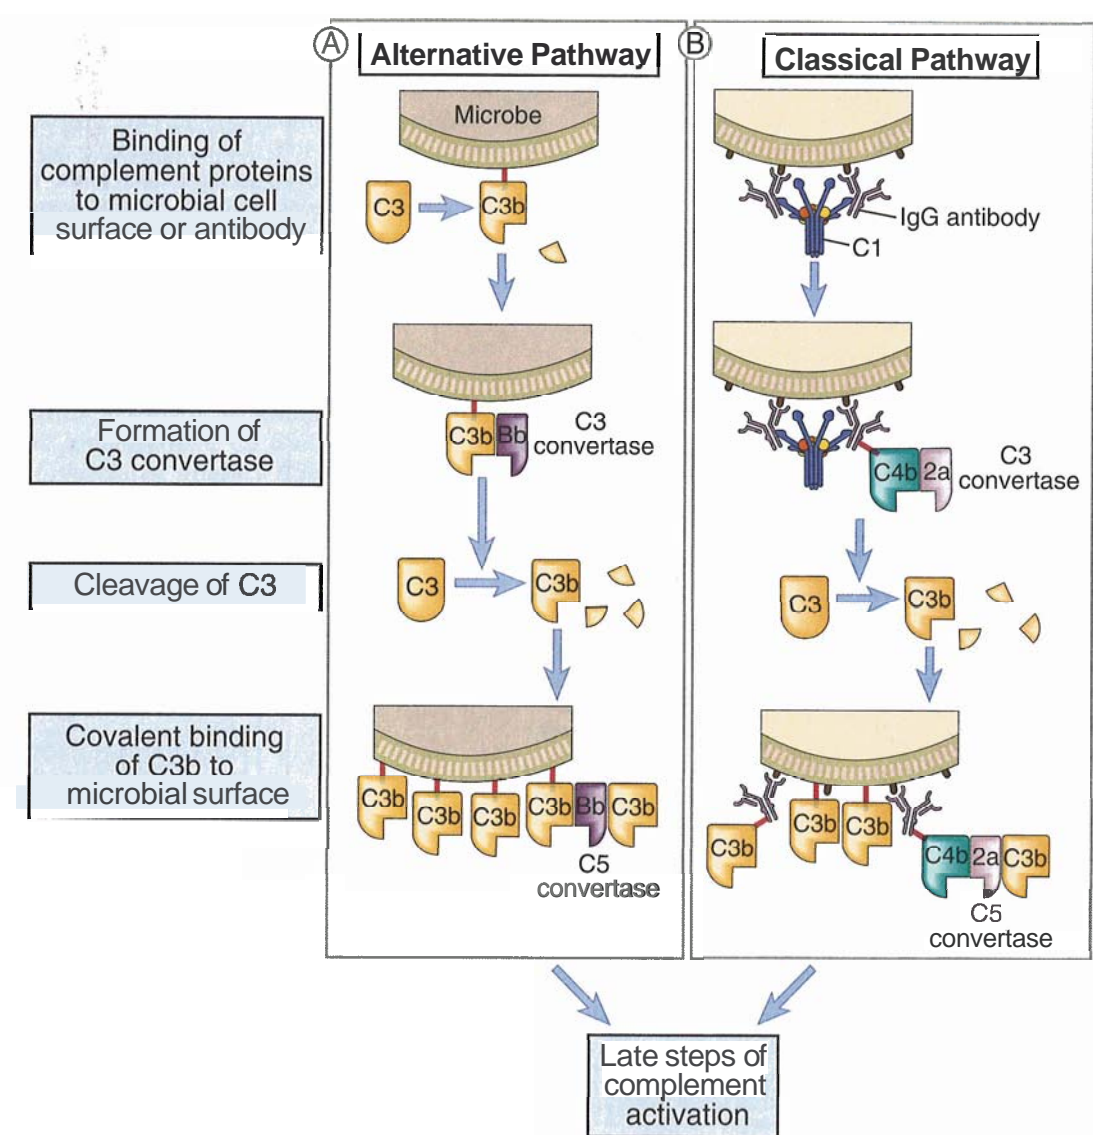 A
Alternative Pathway
B
Classical Pathway
Binding of
complement proteins
to microbial cell
surface or antibody
Microbe
C3
C3b
IgG antibody
C1
Formation of
C3 convertase
C3b
Bb
C3
convertase
C4b
2a
C3
convertase
Cleavage of C3
C3
C3b
C3
C3b
Covalent binding
of C3b to
microbial surface
C3b
C3b
C3b
C3b
Bb
C3b
C5
convertase
C3b
C3b
C3b
C4b
2a
C3b
C5
convertase
Late steps of
complement
activation